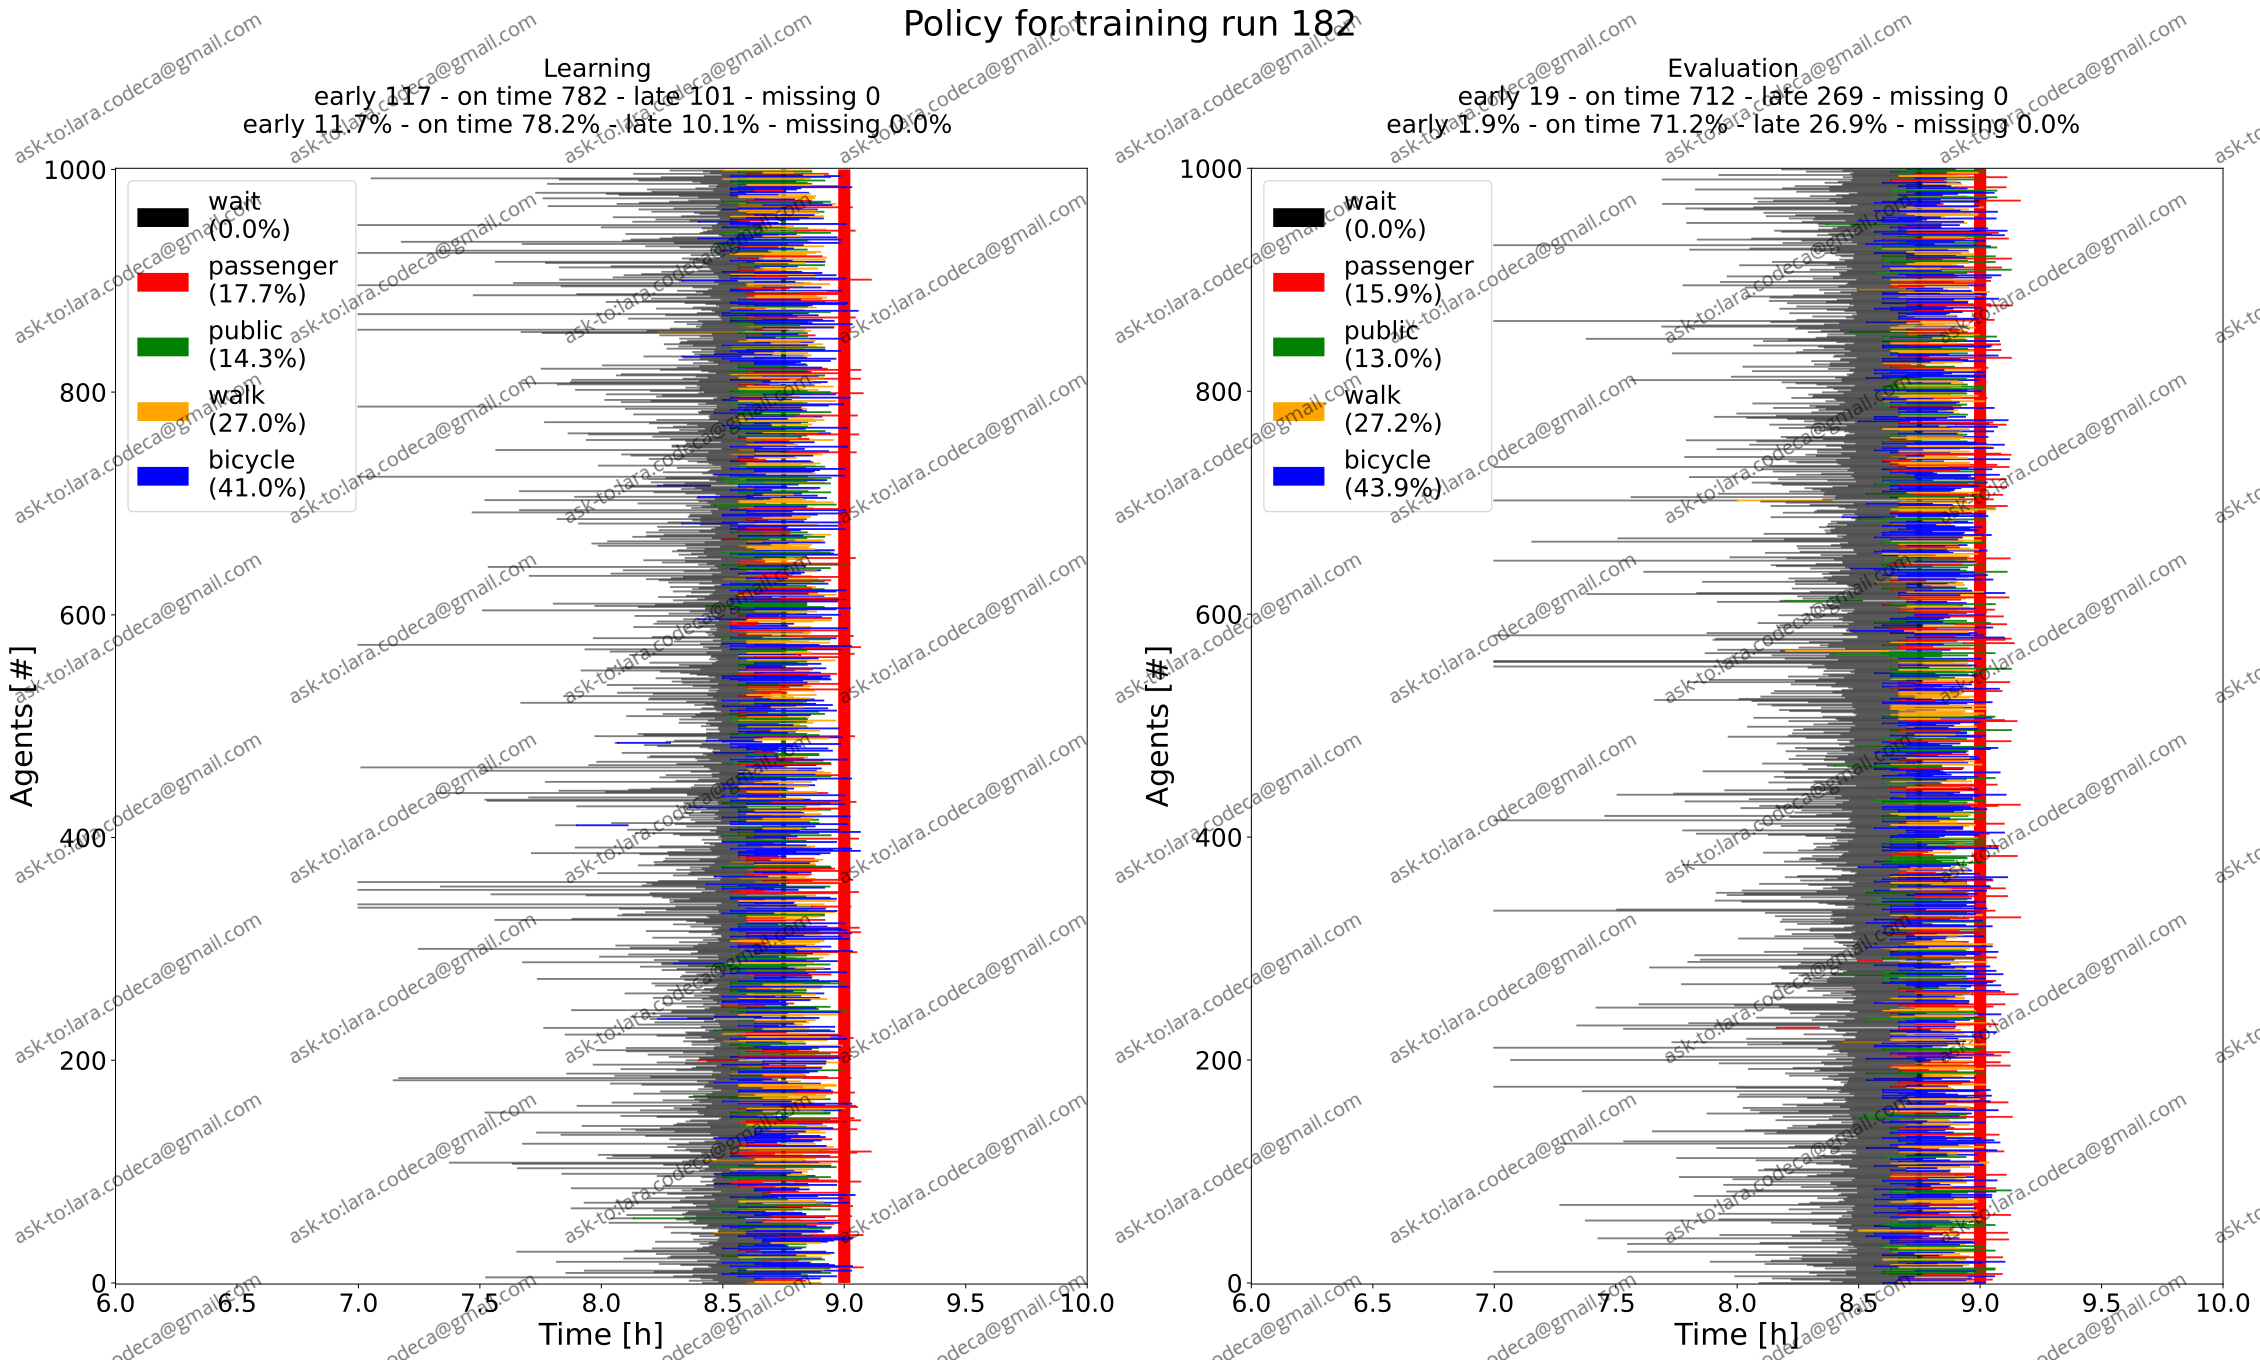 Policy for training run 182
Learning
early 117 - on time 782 - late 101 - missing 0
early 11.7% - on time 78.2% - late 10.1% - missing 0.0%
1000
800
600
400
200
0
Agents [#]
wait
(0.0%)
passenger
(17.7%)
public
(14.3%)
walk
(27.0%)
bicycle
(41.0%)
6.0 6.5 7.0 7.5 8.0 8.5 9.0 9.5 10.0
Time [h]
Evaluation
early 19 - on time 712 - late 269 - missing 0
early 1.9% - on time 71.2% - late 26.9% - missing 0.0%
1000
800
600
400
200
0
Agents [#]
wait
(0.0%)
passenger
(15.9%)
public
(13.0%)
walk
(27.2%)
bicycle
(43.9%)
6.0 6.5 7.0 7.5 8.0 8.5 9.0 9.5 10.0
Time [h]
ask-to:lara.codeca@gmail.com